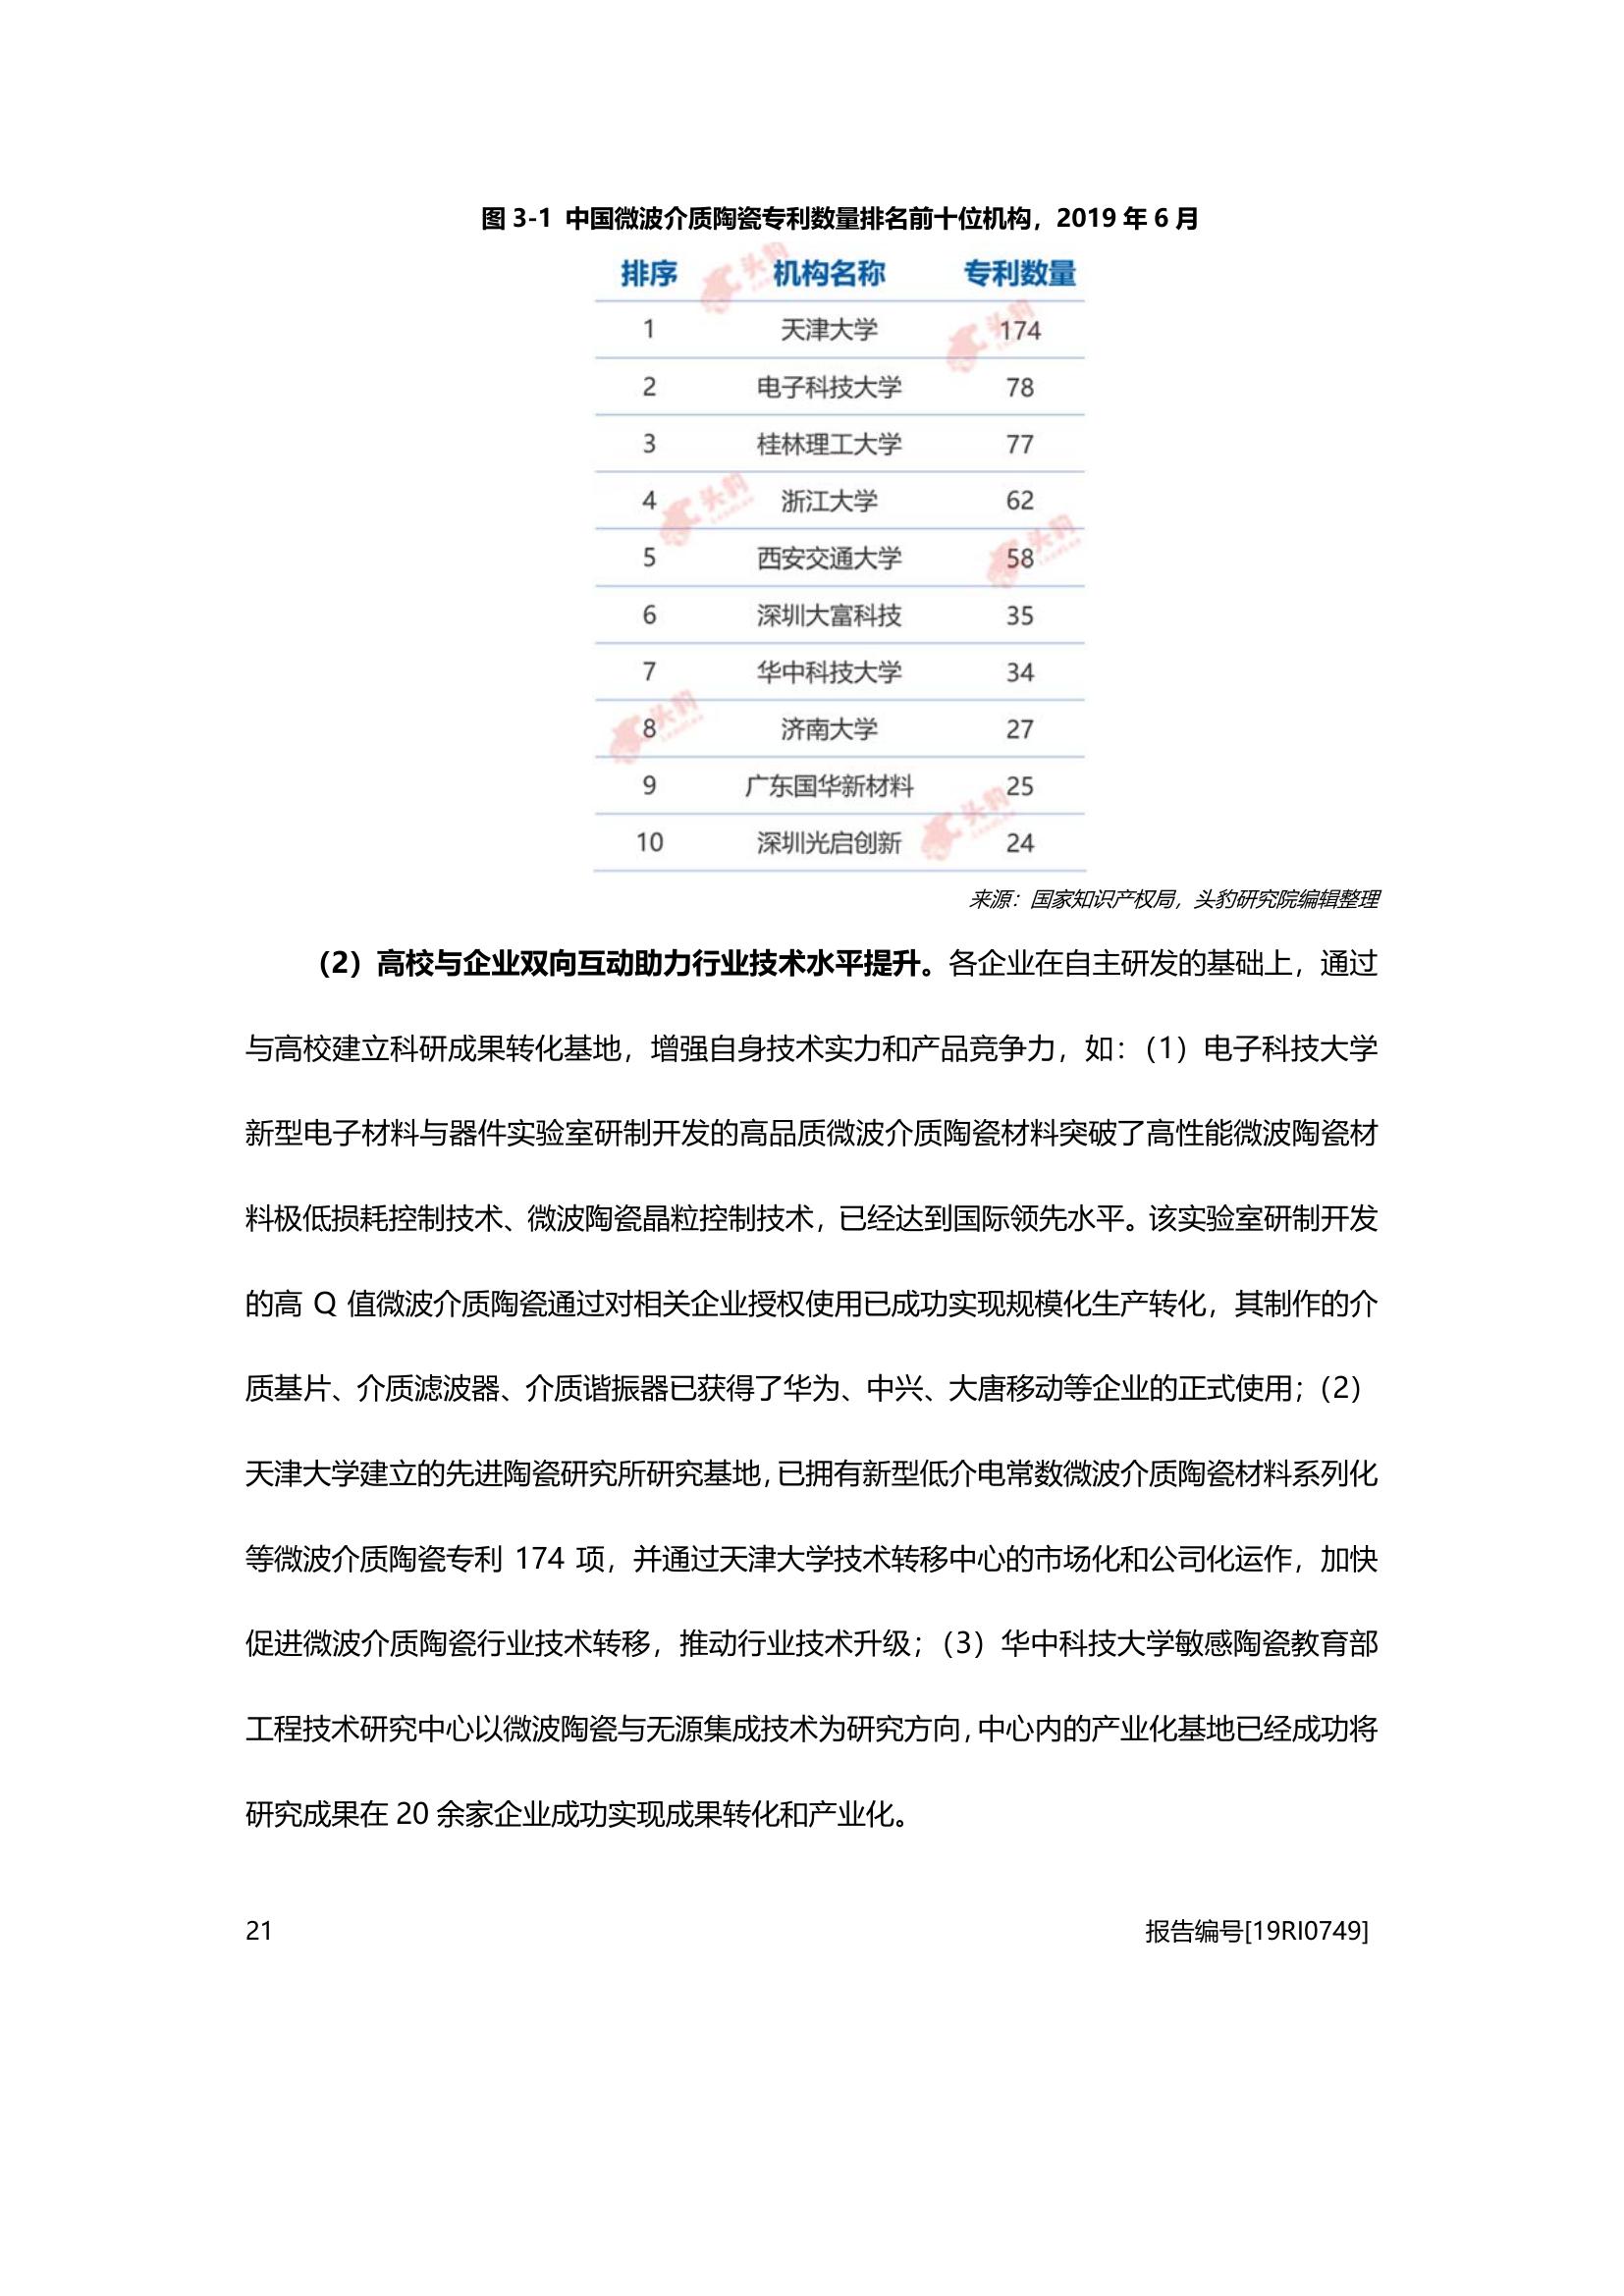 图 3-1 中国微波介质陶瓷专利数量排名前十位机构，2019 年 6 月
排序 机构名称 专利数量
1 天津大学 174
2 电子科技大学 78
3 桂林理工大学 77
4 浙江大学 62
5 西安交通大学 58
6 深圳大富科技 35
7 华中科技大学 34
8 济南大学 27
9 广东国华新材料 25
10 深圳光启创新 24
头豹
头豹
头豹
头豹
头豹
头豹
来源：国家知识产权局，头豹研究院编辑整理
（2）高校与企业双向互动助力行业技术水平提升。各企业在自主研发的基础上，通过
与高校建立科研成果转化基地，增强自身技术实力和产品竞争力，如：（1）电子科技大学
新型电子材料与器件实验室研制开发的高品质微波介质陶瓷材料突破了高性能微波陶瓷材
料极低损耗控制技术、微波陶瓷晶粒控制技术，已经达到国际领先水平。该实验室研制开发
的高 Q 值微波介质陶瓷通过对相关企业授权使用已成功实现规模化生产转化，其制作的介
质基片、介质滤波器、介质谐振器已获得了华为、中兴、大唐移动等企业的正式使用；（2）
天津大学建立的先进陶瓷研究所研究基地，已拥有新型低介电常数微波介质陶瓷材料系列化
等微波介质陶瓷专利 174 项，并通过天津大学技术转移中心的市场化和公司化运作，加快
促进微波介质陶瓷行业技术转移，推动行业技术升级；（3）华中科技大学敏感陶瓷教育部
工程技术研究中心以微波陶瓷与无源集成技术为研究方向，中心内的产业化基地已经成功将
研究成果在 20 余家企业成功实现成果转化和产业化。
21 报告编号[19RI0749]